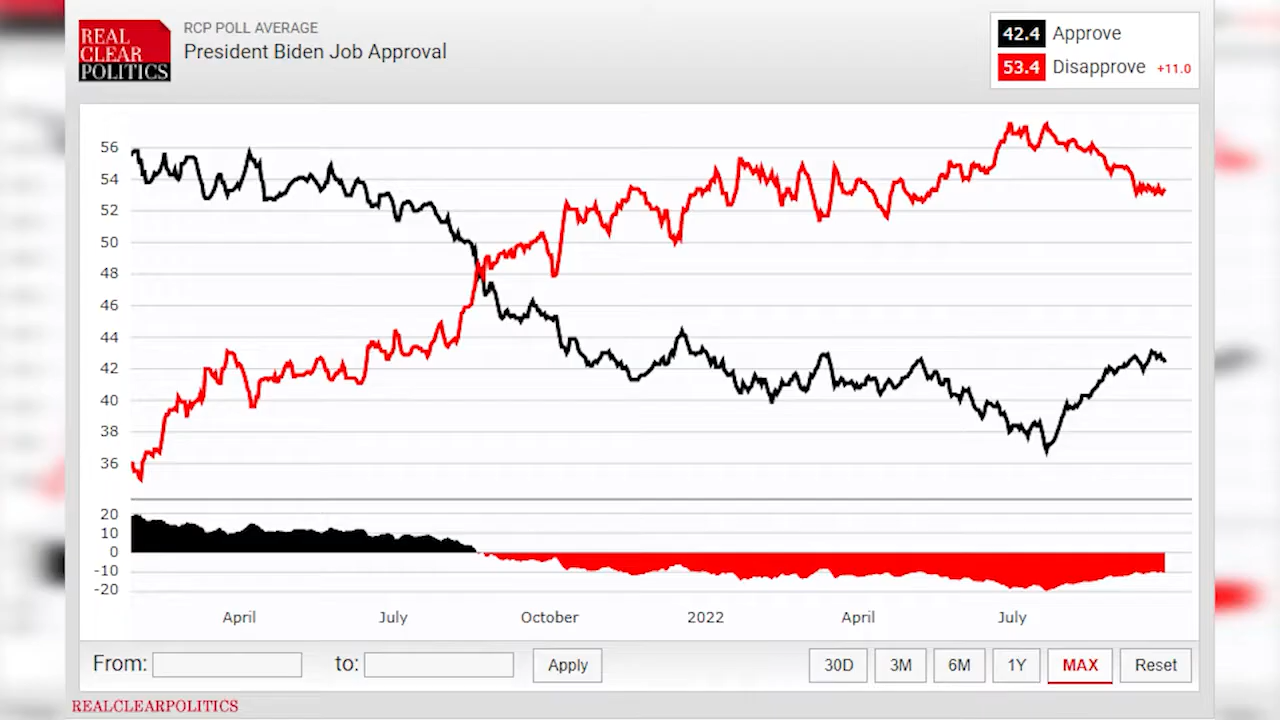 REAL
CLEAR
POLITICS
RCP POLL AVERAGE
President Biden Job Approval
42.4 Approve
53.4 Disapprove +11.0
56
54
52
50
48
46
44
42
40
38
36
20
10
0
-10
-20
April July October 2022 April July
From: to: Apply 30D 3M 6M 1Y MAX Reset
REALCLEARPOLITICS